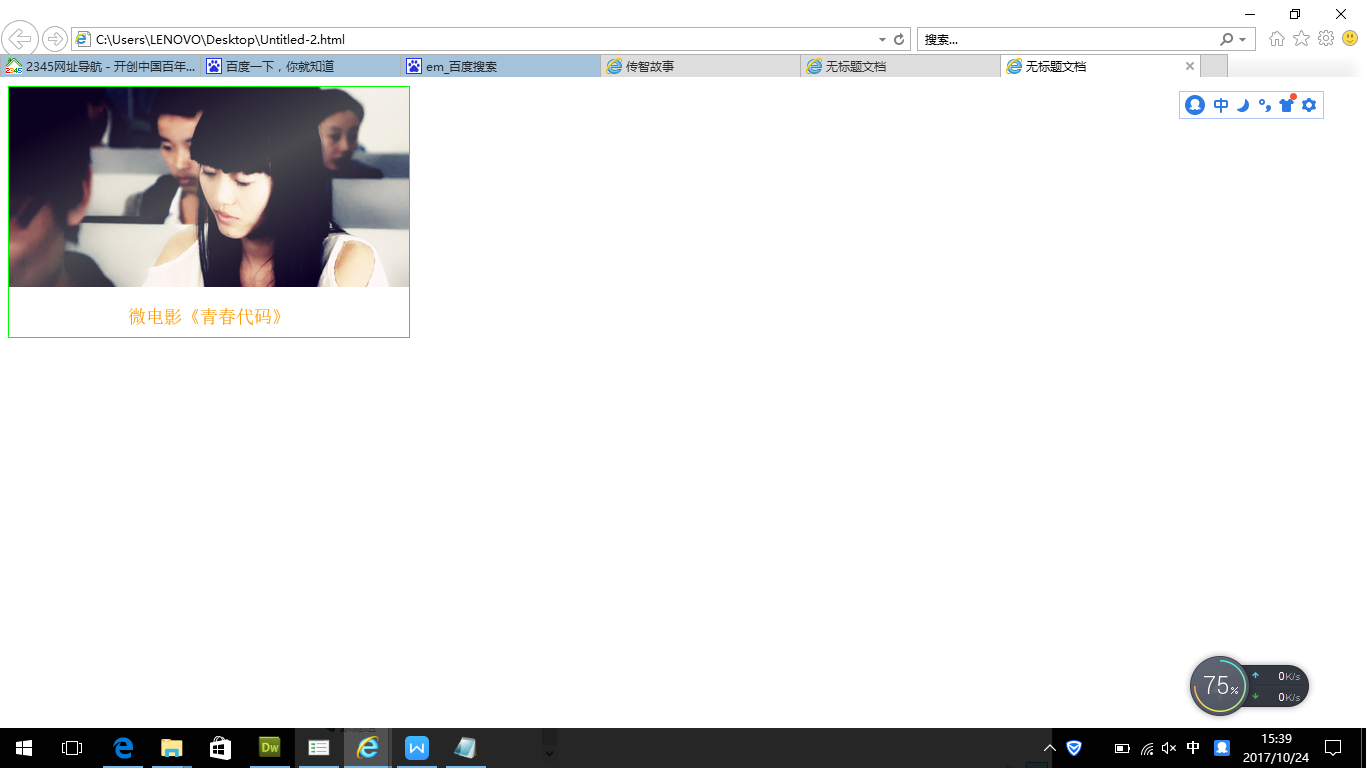 C:\Users\LENOVO\Desktop\Untitled-2.html
搜索...
2345网址导航 - 开创中国百年...
百度一下，你就知道
em_百度搜索
传智故事
无标题文档
无标题文档
中
微电影《青春代码》
75%
0K/s
0K/s
Dw
中
15:39
2017/10/24